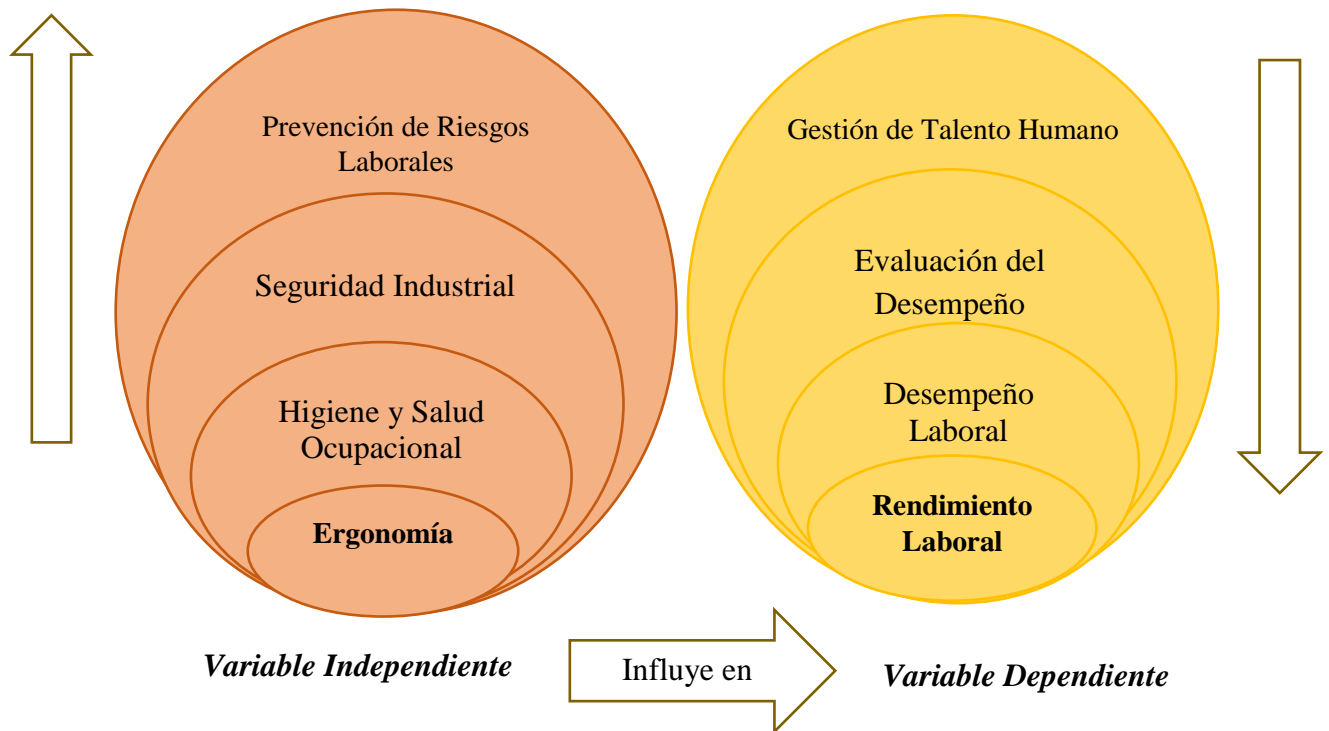 Prevención de Riesgos
Laborales
Seguridad Industrial
Higiene y Salud
Ocupacional
Ergonomía
Gestión de Talento Humano
Evaluación del
Desempeño
Desempeño
Laboral
Rendimiento
Laboral
Variable Independiente
Influye en
Variable Dependiente